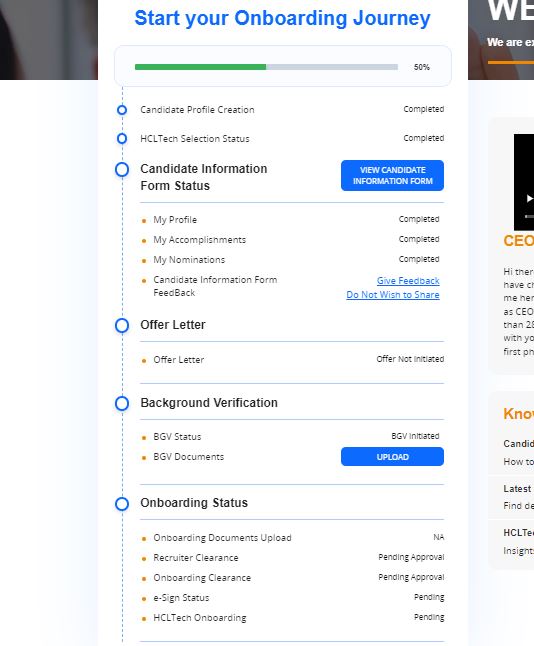 Start your Onboarding Journey
50%
Candidate Profile Creation Completed
HCLTech Selection Status Completed
Candidate Information
Form Status
VIEW CANDIDATE
INFORMATION FORM
My Profile Completed
My Accomplishments Completed
My Nominations Completed
Candidate Information Form
FeedBack
Give Feedback
Do Not Wish to Share
Offer Letter
Offer Letter Offer Not Initiated
Background Verification
BGV Status BGV Initiated
BGV Documents UPLOAD
Onboarding Status
Onboarding Documents Upload NA
Recruiter Clearance Pending Approval
Onboarding Clearance Pending Approval
e-Sign Status Pending
HCLTech Onboarding Pending
WE
We are ex
CEO
Hi ther
have ch
me her
as CEO
than 28
with yo
first ph
Know
Candid
How to
Latest
Find de
HCLTe
Insight